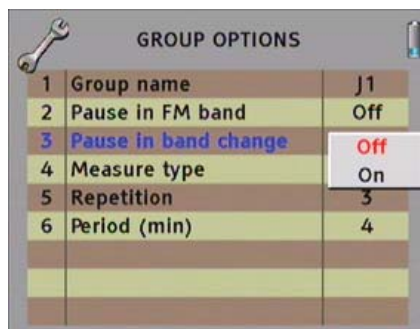 GROUP OPTIONS
1 Group name J1
2 Pause in FM band Off
3 Pause in band change Off
4 Measure type On
5 Repetition 3
6 Period (min) 4